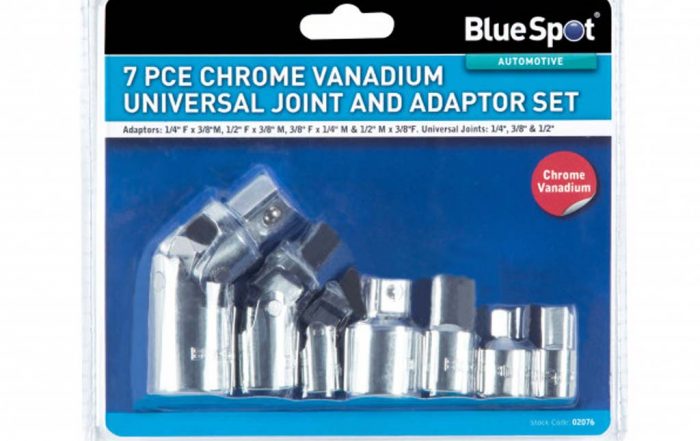 BlueSpot®
AUTOMOTIVE
7 PCE CHROME VANADIUM
UNIVERSAL JOINT AND ADAPTOR SET
Adaptors: 1/4" F x 3/8"M, 1/2" F x 3/8" M, 3/8" F x 1/4" M & 1/2" M x 3/8"F. Universal Joints: 1/4", 3/8" & 1/2"
Chrome
Vanadium
Stock Code: 02076